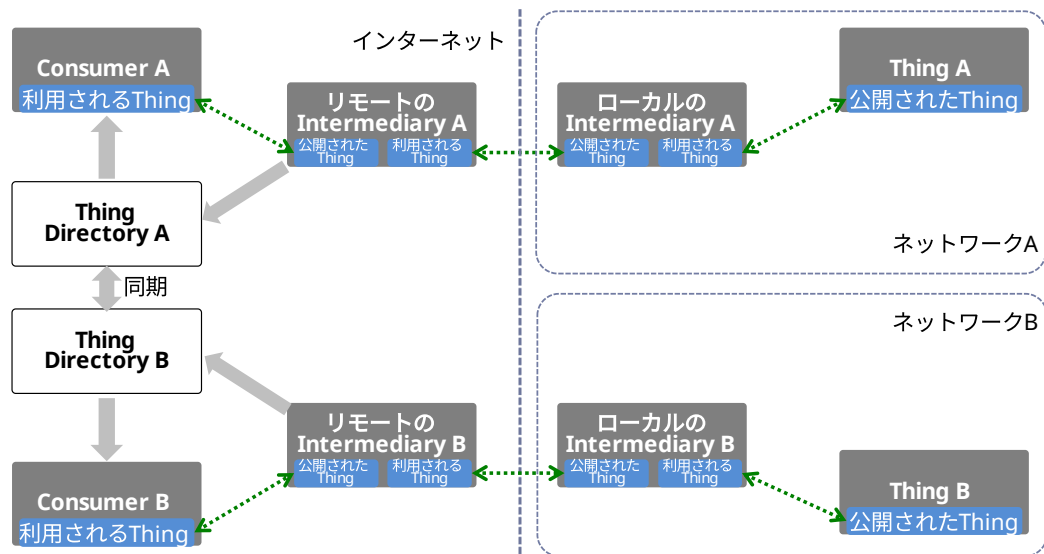 インターネット
Consumer A
利用されるThing
リモートの
Intermediary A
公開された
Thing
利用される
Thing
ローカルの
Intermediary A
公開された
Thing
利用される
Thing
Thing A
公開されたThing
Thing
Directory A
ネットワークA
同期
Thing
Directory B
ネットワークB
リモートの
Intermediary B
公開された
Thing
利用される
Thing
ローカルの
Intermediary B
公開された
Thing
利用される
Thing
Consumer B
利用されるThing
Thing B
公開されたThing